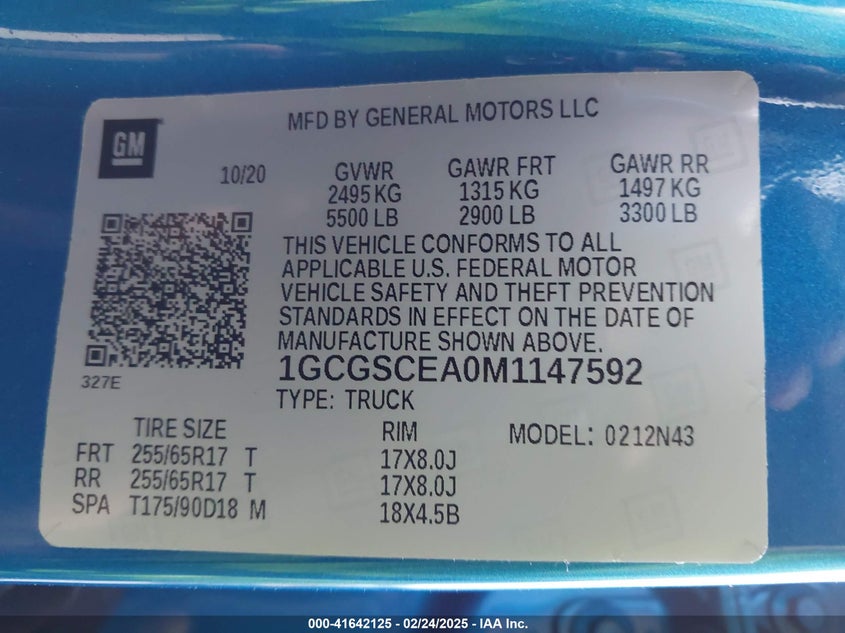 GM
MFD BY GENERAL MOTORS LLC
10/20
GVWR GAWR FRT GAWR RR
2495 KG 1315 KG 1497 KG
5500 LB 2900 LB 3300 LB
THIS VEHICLE CONFORMS TO ALL
APPLICABLE U.S. FEDERAL MOTOR
VEHICLE SAFETY AND THEFT PREVENTION
STANDARDS IN EFFECT ON THE DATE OF
MANUFACTURE SHOWN ABOVE.
327E
1GCGSCEA0M1147592
TYPE: TRUCK
TIRE SIZE RIM MODEL: 0212N43
FRT 255/65R17 T 17X8.0J
RR 255/65R17 T 17X8.0J
SPA T175/90D18 M 18X4.5B
000-41642125 - 02/24/2025 - IAA Inc.